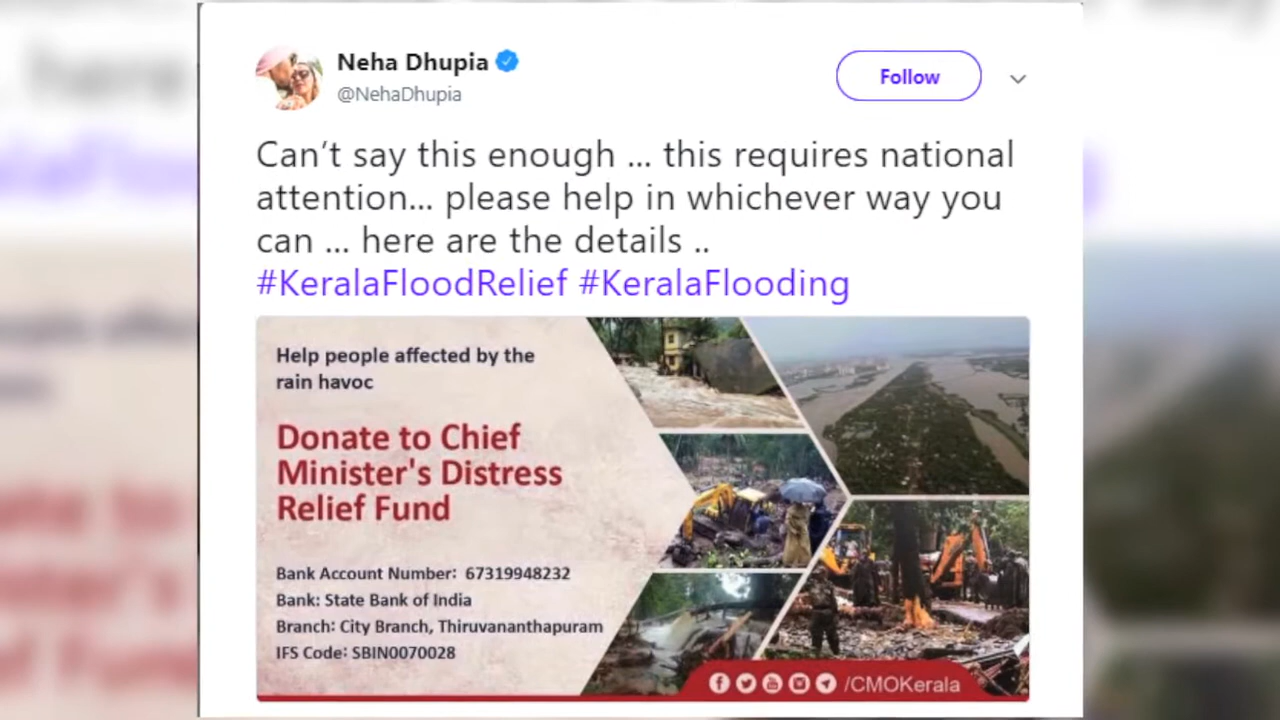 Neha Dhupia
@NehaDhupia
Follow
Can’t say this enough ... this requires national
attention... please help in whichever way you
can ... here are the details ..
#KeralaFloodRelief #KeralaFlooding
Help people affected by the
rain havoc
Donate to Chief
Minister's Distress
Relief Fund
Bank Account Number: 67319948232
Bank: State Bank of India
Branch: City Branch, Thiruvananthapuram
IFS Code: SBIN0070028
/CMOKerala